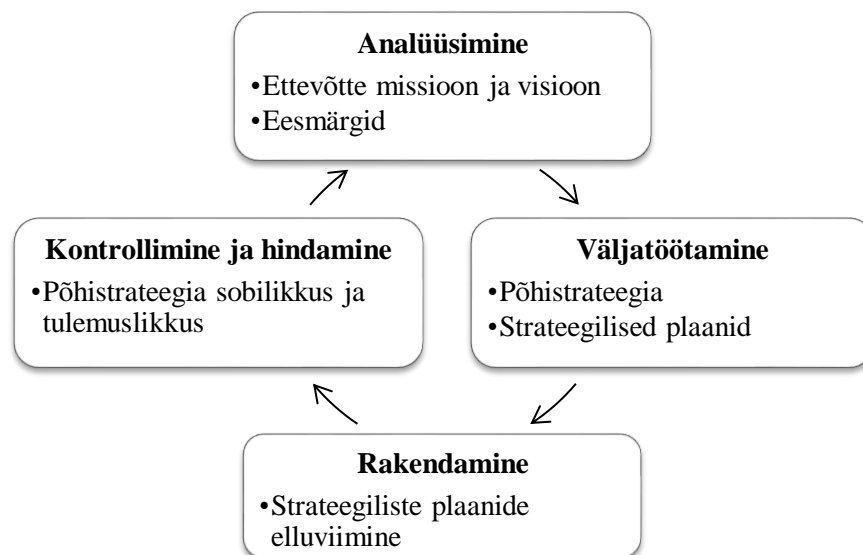 Analüüsimine
•Ettevõtte missioon ja visioon
•Eesmärgid
Kontrollimine ja hindamine
•Põhistrateegia sobilikkus ja
tulemuslikkus
Väljatöötamine
•Põhistrateegia
•Strateegilised plaanid
Rakendamine
•Strateegiliste plaanide
elluviimine